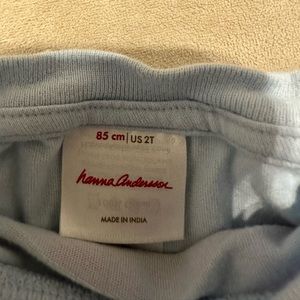 85 cm | US 2T
hanna andersson
MADE IN INDIA